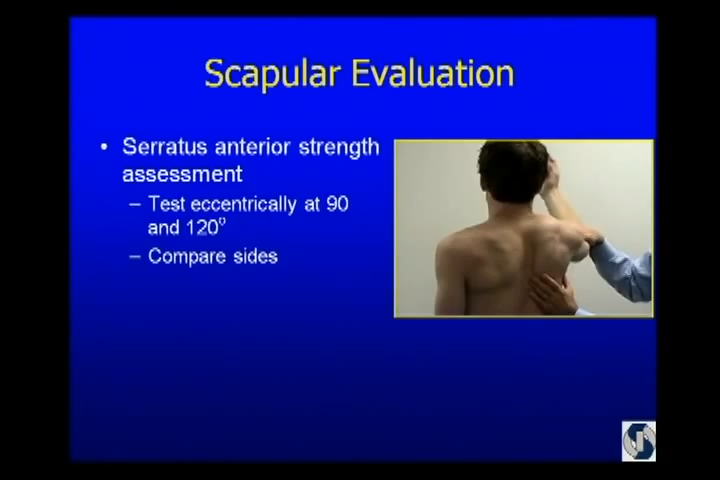 Scapular Evaluation
• Serratus anterior strength
assessment
– Test eccentrically at 90
and 120°
– Compare sides